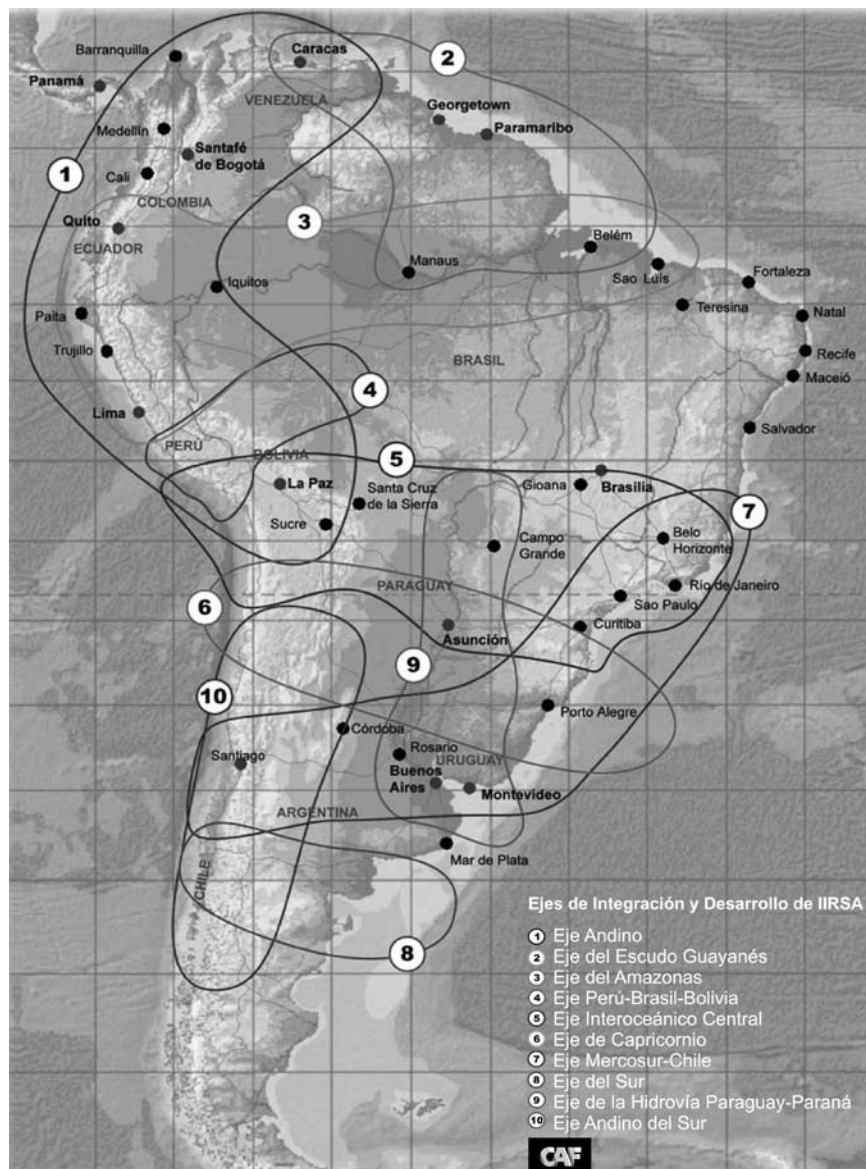 Barranquilla
Caracas
2
Panamá
VENEZUELA
Georgetown
Medellín
Paramaribo
Santafé
de Bogotá
1
Cali
COLOMBIA
Quito
3
ECUADOR
Belém
Manaus
Sao Luis
Fortaleza
Iquitos
Teresina
Paita
Natal
Trujillo
BRASIL
Recife
Maceió
4
Lima
Salvador
PERÚ
BOLIVIA
5
La Paz
Santa Cruz
de la Sierra
Gioana
Brasilia
7
Sucre
Campo
Grande
Belo
Horizonte
PARAGUAY
Río de Janeiro
6
Sao Paulo
Asunción
Curitiba
9
10
Porto Alegre
Córdoba
Santiago
Rosario
URUGUAY
Buenos
Aires
Montevideo
ARGENTINA
Mar de Plata
CHILE
8
Ejes de Integración y Desarrollo de IIRSA
1 Eje Andino
2 Eje del Escudo Guayanés
3 Eje del Amazonas
4 Eje Perú-Brasil-Bolivia
5 Eje Interoceánico Central
6 Eje de Capricornio
7 Eje Mercosur-Chile
8 Eje del Sur
9 Eje de la Hidrovía Paraguay-Paraná
10 Eje Andino del Sur
CAF